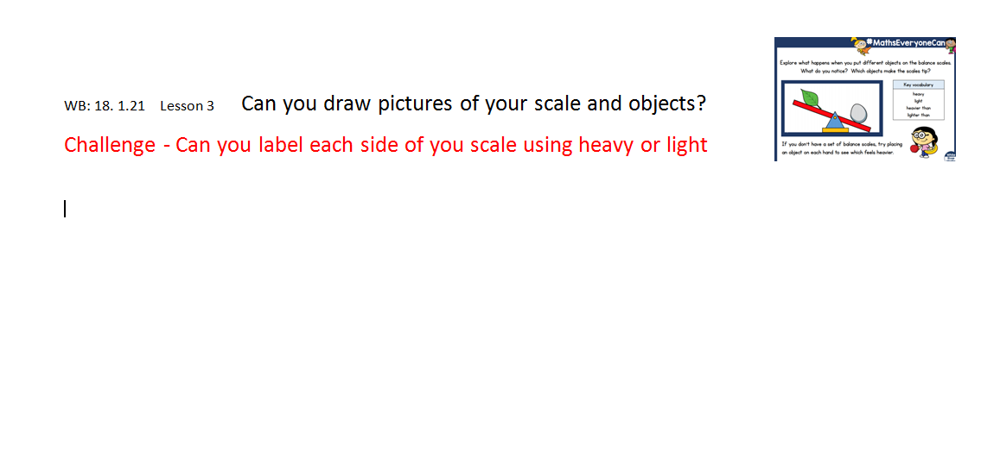 WB: 18. 1.21 Lesson 3 Can you draw pictures of your scale and objects?
Challenge - Can you label each side of you scale using heavy or light
#MathsEveryoneCan
Explore what happens when you put different objects on the balance scales.
What do you notice? Which objects make the scales tip?
Key vocabulary
heavy
light
heavier than
lighter than
If you don't have a set of balance scales, try placing
an object on each hand to see which feels heavier.